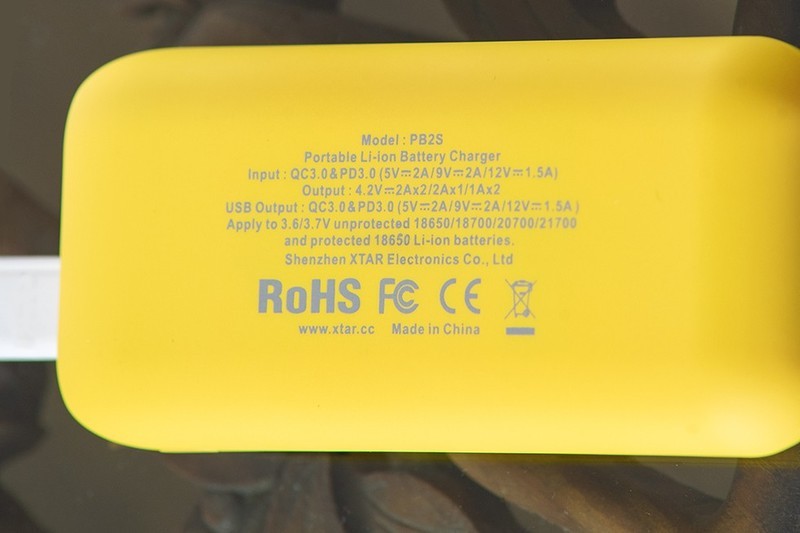 Model : PB2S
Portable Li-ion Battery Charger
Input : QC3.0&PD3.0 (5V⎓2A/9V⎓2A/12V⎓1.5A)
Output : 4.2V⎓2Ax2/2Ax1/1Ax2
USB Output : QC3.0&PD3.0 (5V⎓2A/9V⎓2A/12V⎓1.5A )
Apply to 3.6/3.7V unprotected 18650/18700/20700/21700
and protected 18650 Li-ion batteries.
Shenzhen XTAR Electronics Co., Ltd
RoHS FC CE
www.xtar.cc Made in China